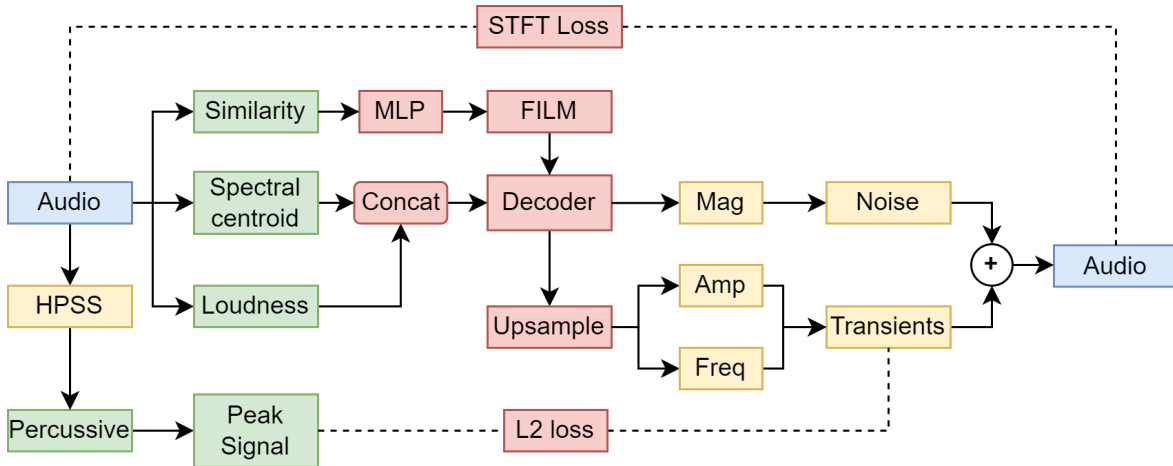 STFT Loss
Similarity
MLP
FILM
Audio
Spectral
centroid
Concat
Decoder
Mag
Noise
+
Audio
HPSS
Loudness
Upsample
Amp
Freq
Transients
Percussive
Peak
Signal
L2 loss